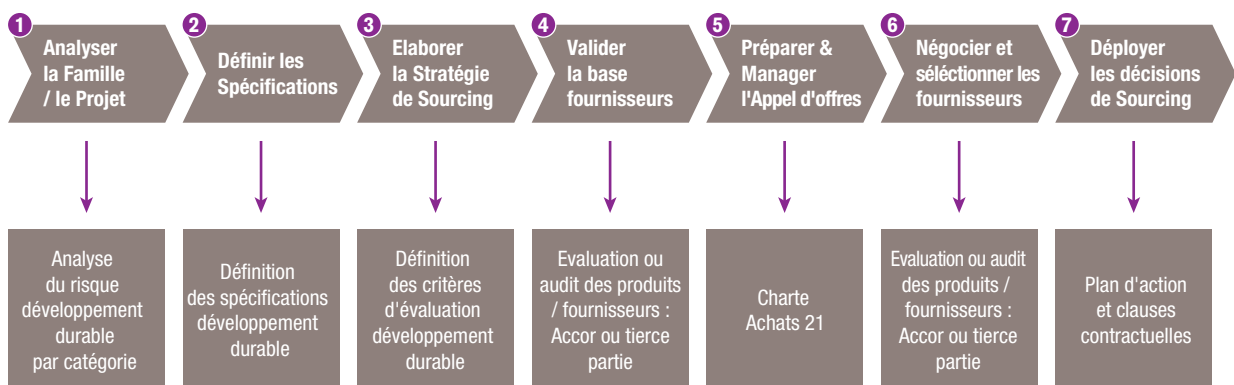 1
Analyser
la Famille
/ le Projet
2
Définir les
Spécifications
3
Elaborer
la Stratégie
de Sourcing
4
Valider
la base
fournisseurs
5
Préparer &
Manager
l'Appel d'offres
6
Négocier et
séléctionner les
fournisseurs
7
Déployer
les décisions
de Sourcing
Analyse
du risque
développement
durable
par catégorie
Définition
des spécifications
développement
durable
Définition
des critères
d'évaluation
développement
durable
Evaluation ou
audit des produits
/ fournisseurs :
Accor ou tierce
partie
Charte
Achats 21
Evaluation ou audit
des produits /
fournisseurs :
Accor ou tierce
partie
Plan d'action
et clauses
contractuelles